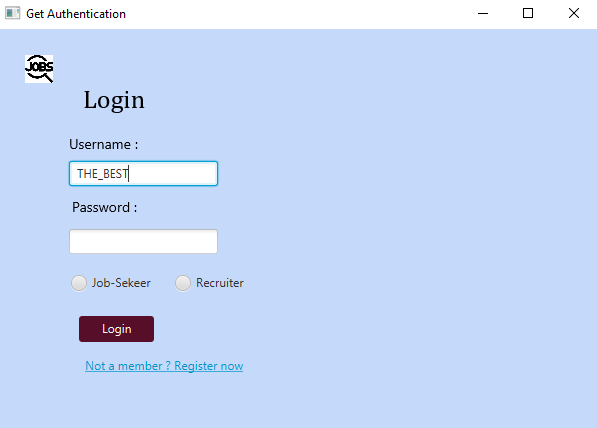 Get Authentication
JOBS
Login
Username :
THE_BEST
Password :
Job-Sekeer Recruiter
Login
Not a member ? Register now